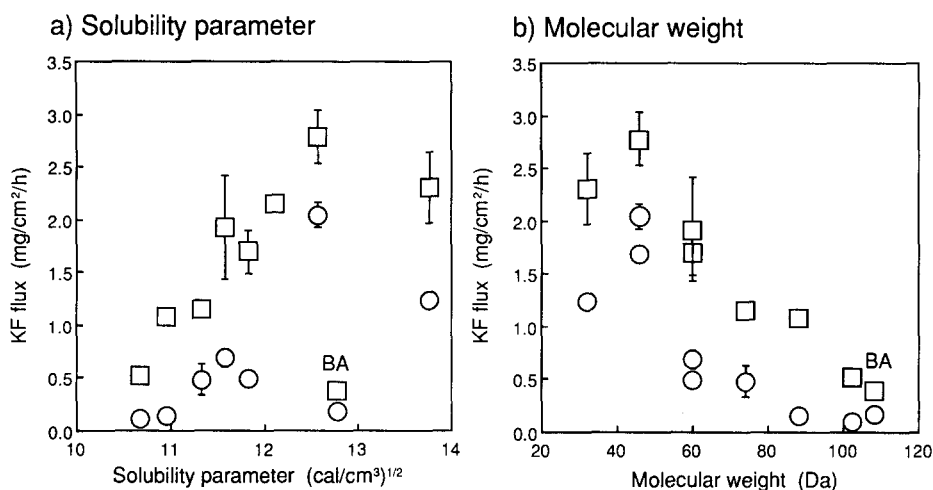 a) Solubility parameter
3.5
3.0
2.5
2.0
1.5
1.0
0.5
0.0
KF flux (mg/cm²/h)
BA
10 11 12 13 14
Solubility parameter (cal/cm³)¹/²
b) Molecular weight
3.5
3.0
2.5
2.0
1.5
1.0
0.5
0.0
KF flux (mg/cm²/h)
BA
20 40 60 80 100 120
Molecular weight (Da)